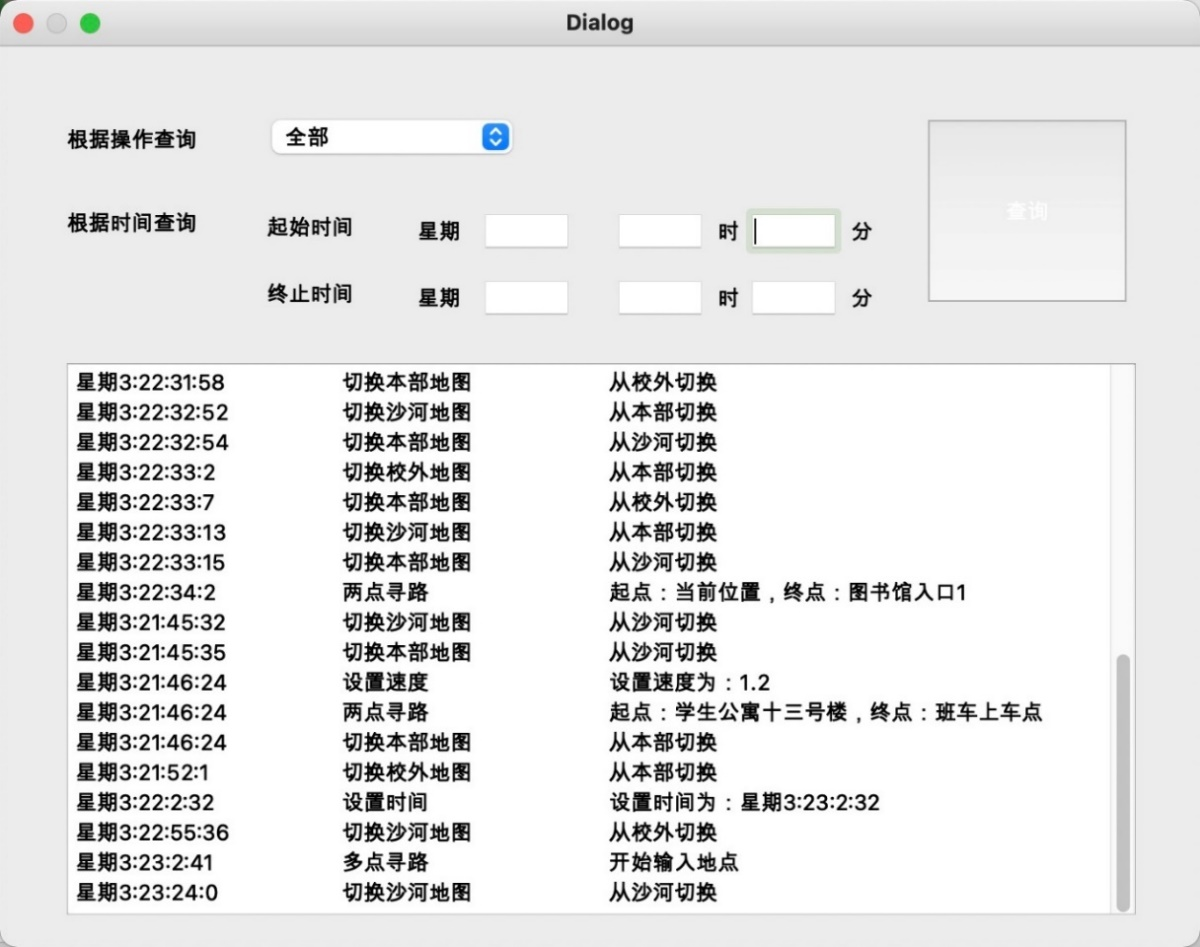 Dialog
根据操作查询 全部
根据时间查询 起始时间 星期 时 分
查询
终止时间 星期 时 分
星期3:22:31:58 切换本部地图 从校外切换
星期3:22:32:52 切换沙河地图 从本部切换
星期3:22:32:54 切换本部地图 从沙河切换
星期3:22:33:2 切换校外地图 从本部切换
星期3:22:33:7 切换本部地图 从校外切换
星期3:22:33:13 切换沙河地图 从本部切换
星期3:22:33:15 切换本部地图 从沙河切换
星期3:22:34:2 两点寻路 起点：当前位置，终点：图书馆入口1
星期3:21:45:32 切换沙河地图 从沙河切换
星期3:21:45:35 切换本部地图 从沙河切换
星期3:21:46:24 设置速度 设置速度为：1.2
星期3:21:46:24 两点寻路 起点：学生公寓十三号楼，终点：班车上车点
星期3:21:46:24 切换本部地图 从本部切换
星期3:21:52:1 切换校外地图 从本部切换
星期3:22:2:32 设置时间 设置时间为：星期3:23:2:32
星期3:22:55:36 切换沙河地图 从校外切换
星期3:23:2:41 多点寻路 开始输入地点
星期3:23:24:0 切换沙河地图 从沙河切换